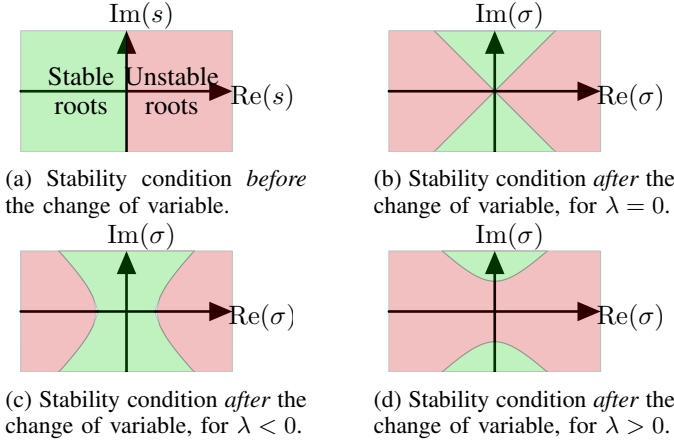 Im(s)
Im(σ)
Stable Unstable
roots roots
Re(s)
Re(σ)
(a) Stability condition before
the change of variable.
(b) Stability condition after the
change of variable, for λ = 0.
Im(σ)
Im(σ)
Re(σ)
Re(σ)
(c) Stability condition after the
change of variable, for λ < 0.
(d) Stability condition after the
change of variable, for λ > 0.